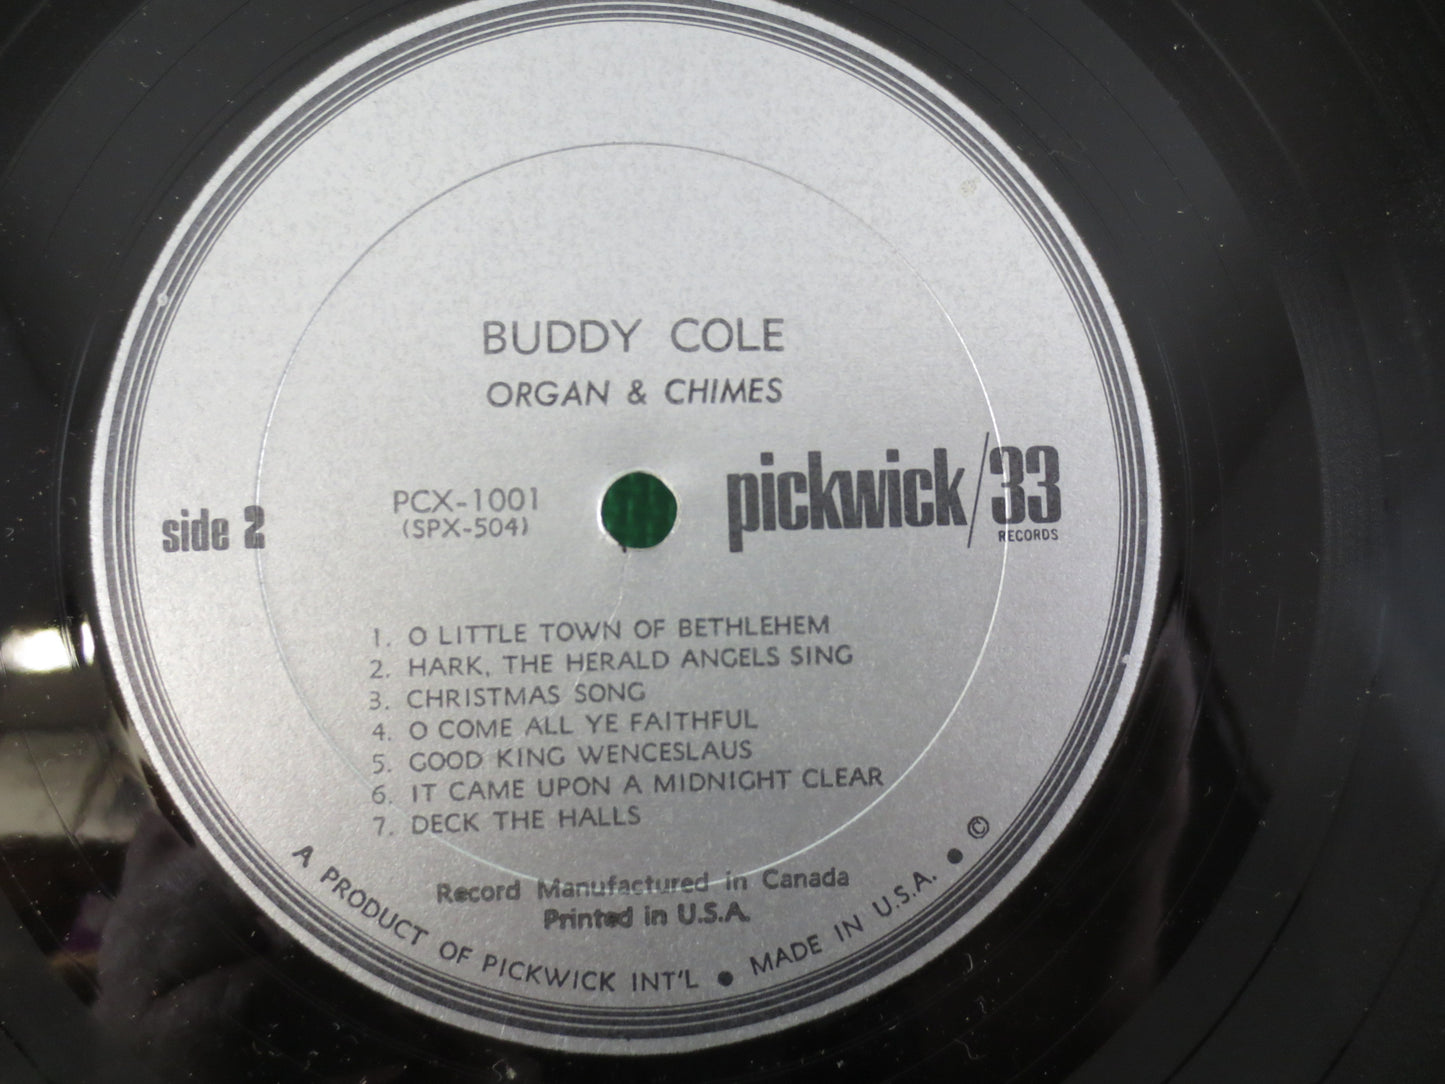 BUDDY COLE
ORGAN & CHIMES
pickwick/33
RECORDS
side 2
PCX-1001
(SPX-504)
1. O LITTLE TOWN OF BETHLEHEM
2. HARK, THE HERALD ANGELS SING
3. CHRISTMAS SONG
4. O COME ALL YE FAITHFUL
5. GOOD KING WENCESLAUS
6. IT CAME UPON A MIDNIGHT CLEAR
7. DECK THE HALLS
Record Manufactured in Canada
Printed in U.S.A.
A PRODUCT OF PICKWICK INT'L • MADE IN U.S.A. • ©